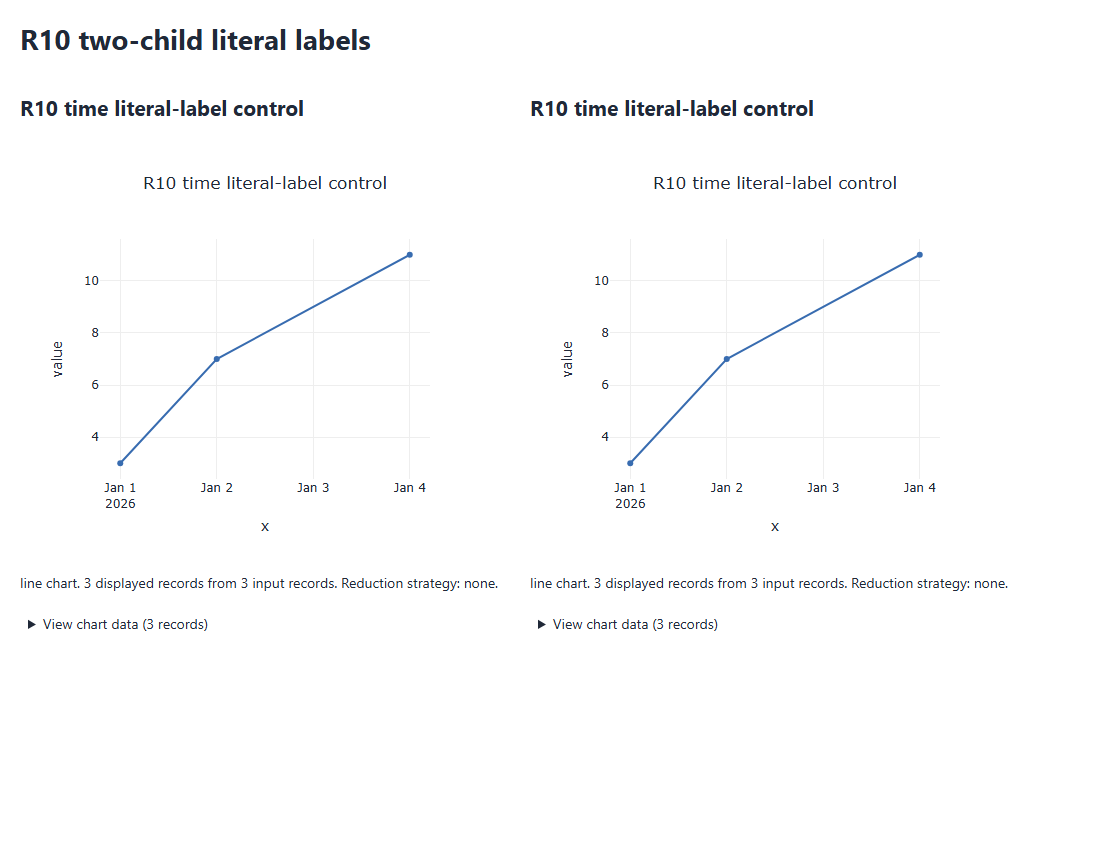 R10 two-child literal labels
R10 time literal-label control
R10 time literal-label control
10
8
6
4
value
Jan 1
2026
Jan 2
Jan 3
Jan 4
x
line chart. 3 displayed records from 3 input records. Reduction strategy: none.
▶ View chart data (3 records)
R10 time literal-label control
R10 time literal-label control
10
8
6
4
value
Jan 1
2026
Jan 2
Jan 3
Jan 4
x
line chart. 3 displayed records from 3 input records. Reduction strategy: none.
▶ View chart data (3 records)